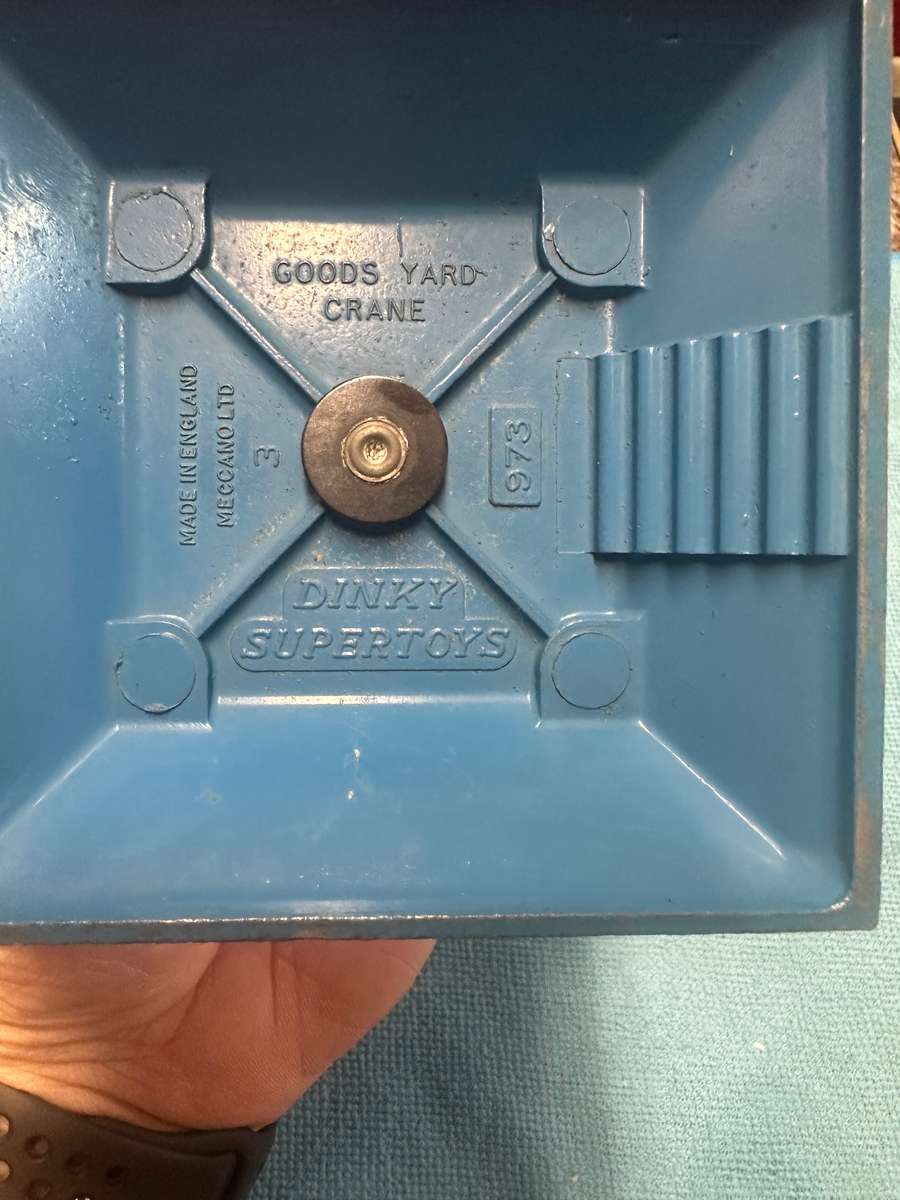 GOODS YARD
CRANE
MADE IN ENGLAND
MECCANO LTD
3
973
DINKY
SUPERTOYS